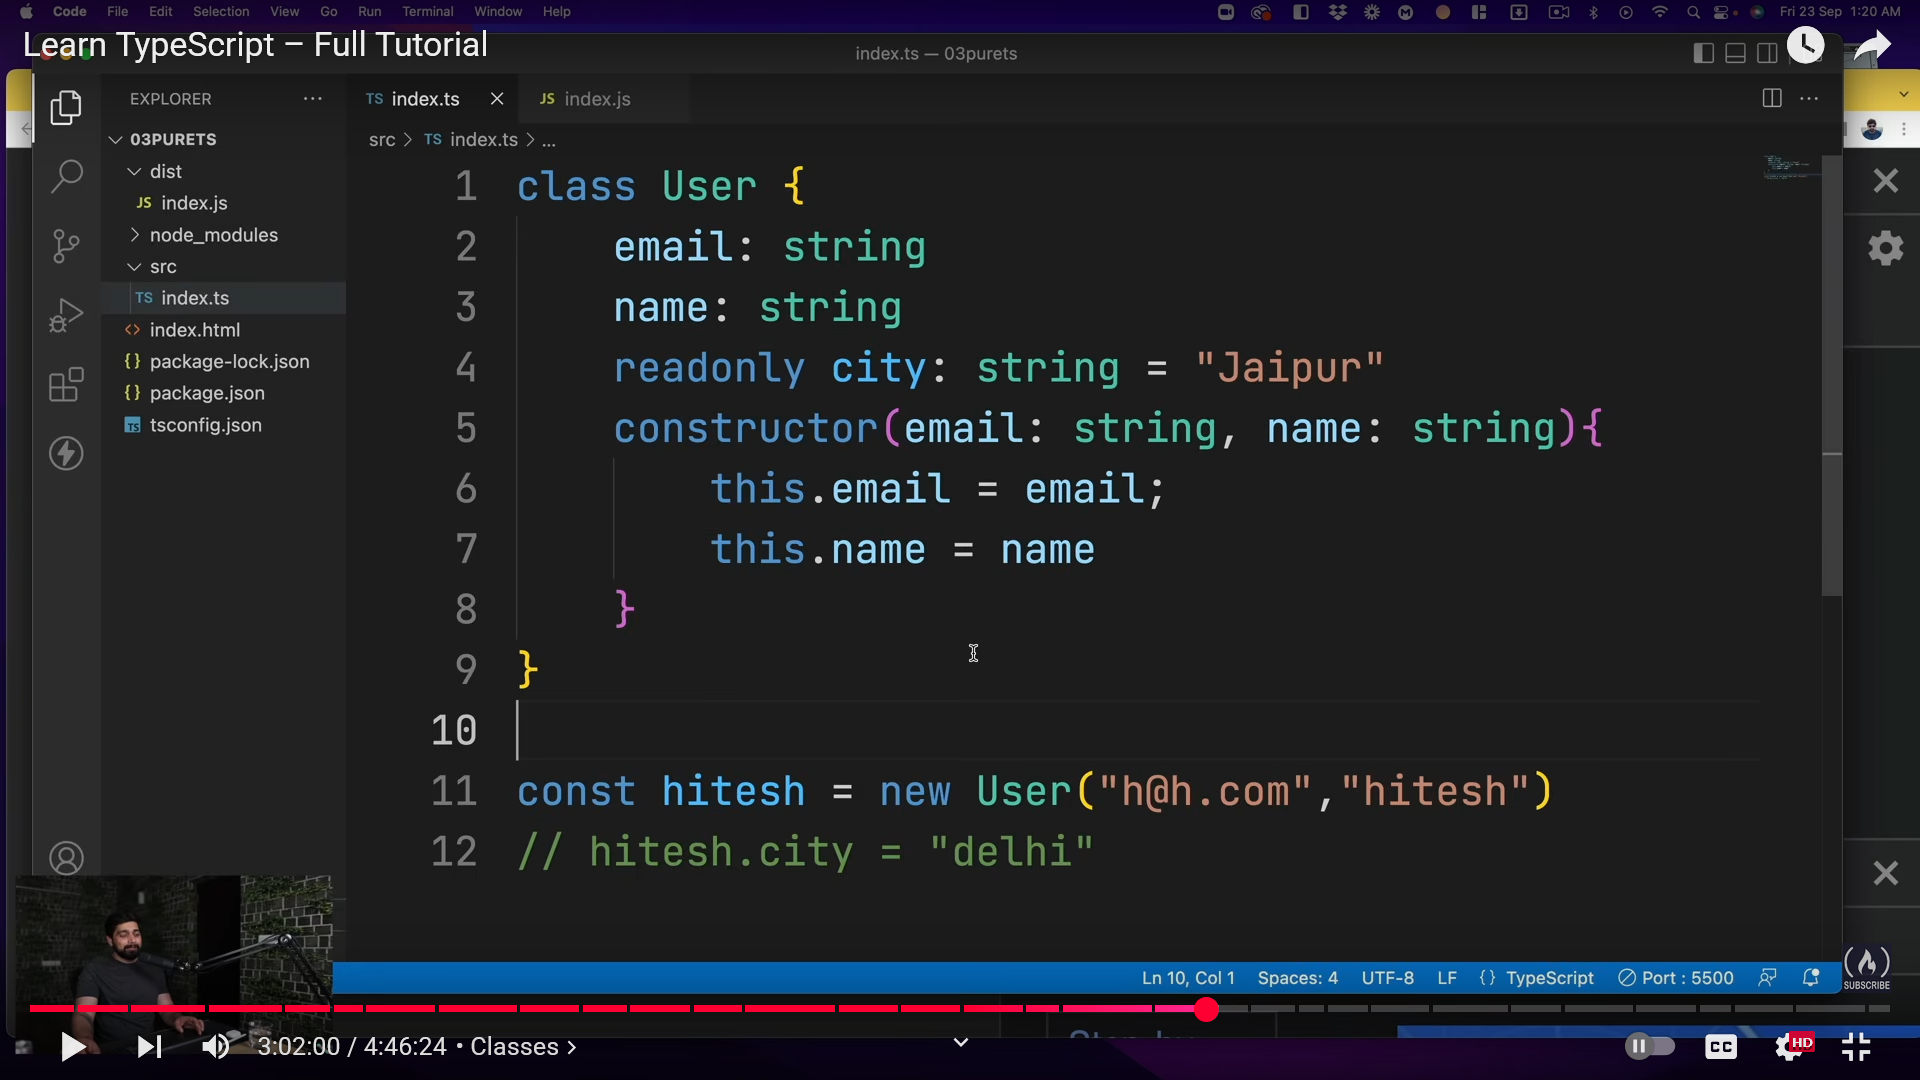 Code File Edit Selection View Go Run Terminal Window Help
Fri 23 Sep 1:20 AM
Learn TypeScript – Full Tutorial
index.ts — 03purets
EXPLORER
TS index.ts
JS index.js
src > TS index.ts > ...
03PURETS
dist
JS index.js
node_modules
src
TS index.ts
<> index.html
{} package-lock.json
{} package.json
TS tsconfig.json
1 class User {
2 email: string
3 name: string
4 readonly city: string = "Jaipur"
5 constructor(email: string, name: string){
6 this.email = email;
7 this.name = name
8 }
9 }
10
11 const hitesh = new User("h@h.com","hitesh")
12 // hitesh.city = "delhi"
Ln 10, Col 1 Spaces: 4 UTF-8 LF {} TypeScript Port : 5500
SUBSCRIBE
3:02:00 / 4:46:24 • Classes >
CC
HD